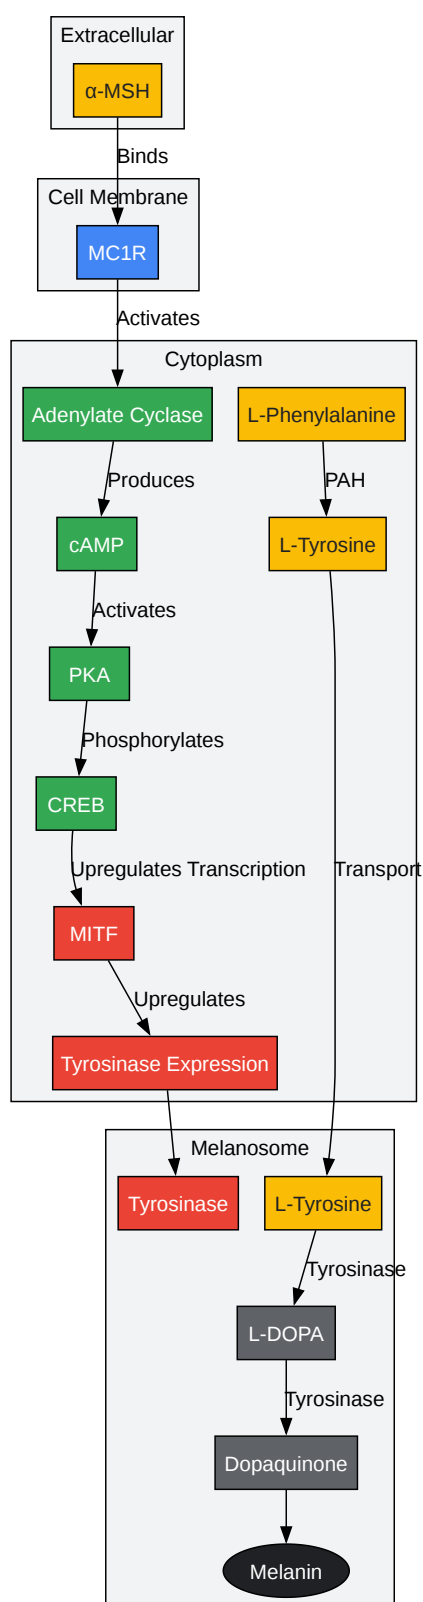 Extracellular
α-MSH
Binds
Cell Membrane
MC1R
Activates
Cytoplasm
Adenylate Cyclase
L-Phenylalanine
Produces
PAH
cAMP
L-Tyrosine
Activates
PKA
Phosphorylates
CREB
Upregulates Transcription
Transport
MITF
Upregulates
Tyrosinase Expression
Melanosome
Tyrosinase
L-Tyrosine
Tyrosinase
L-DOPA
Tyrosinase
Dopaquinone
Melanin